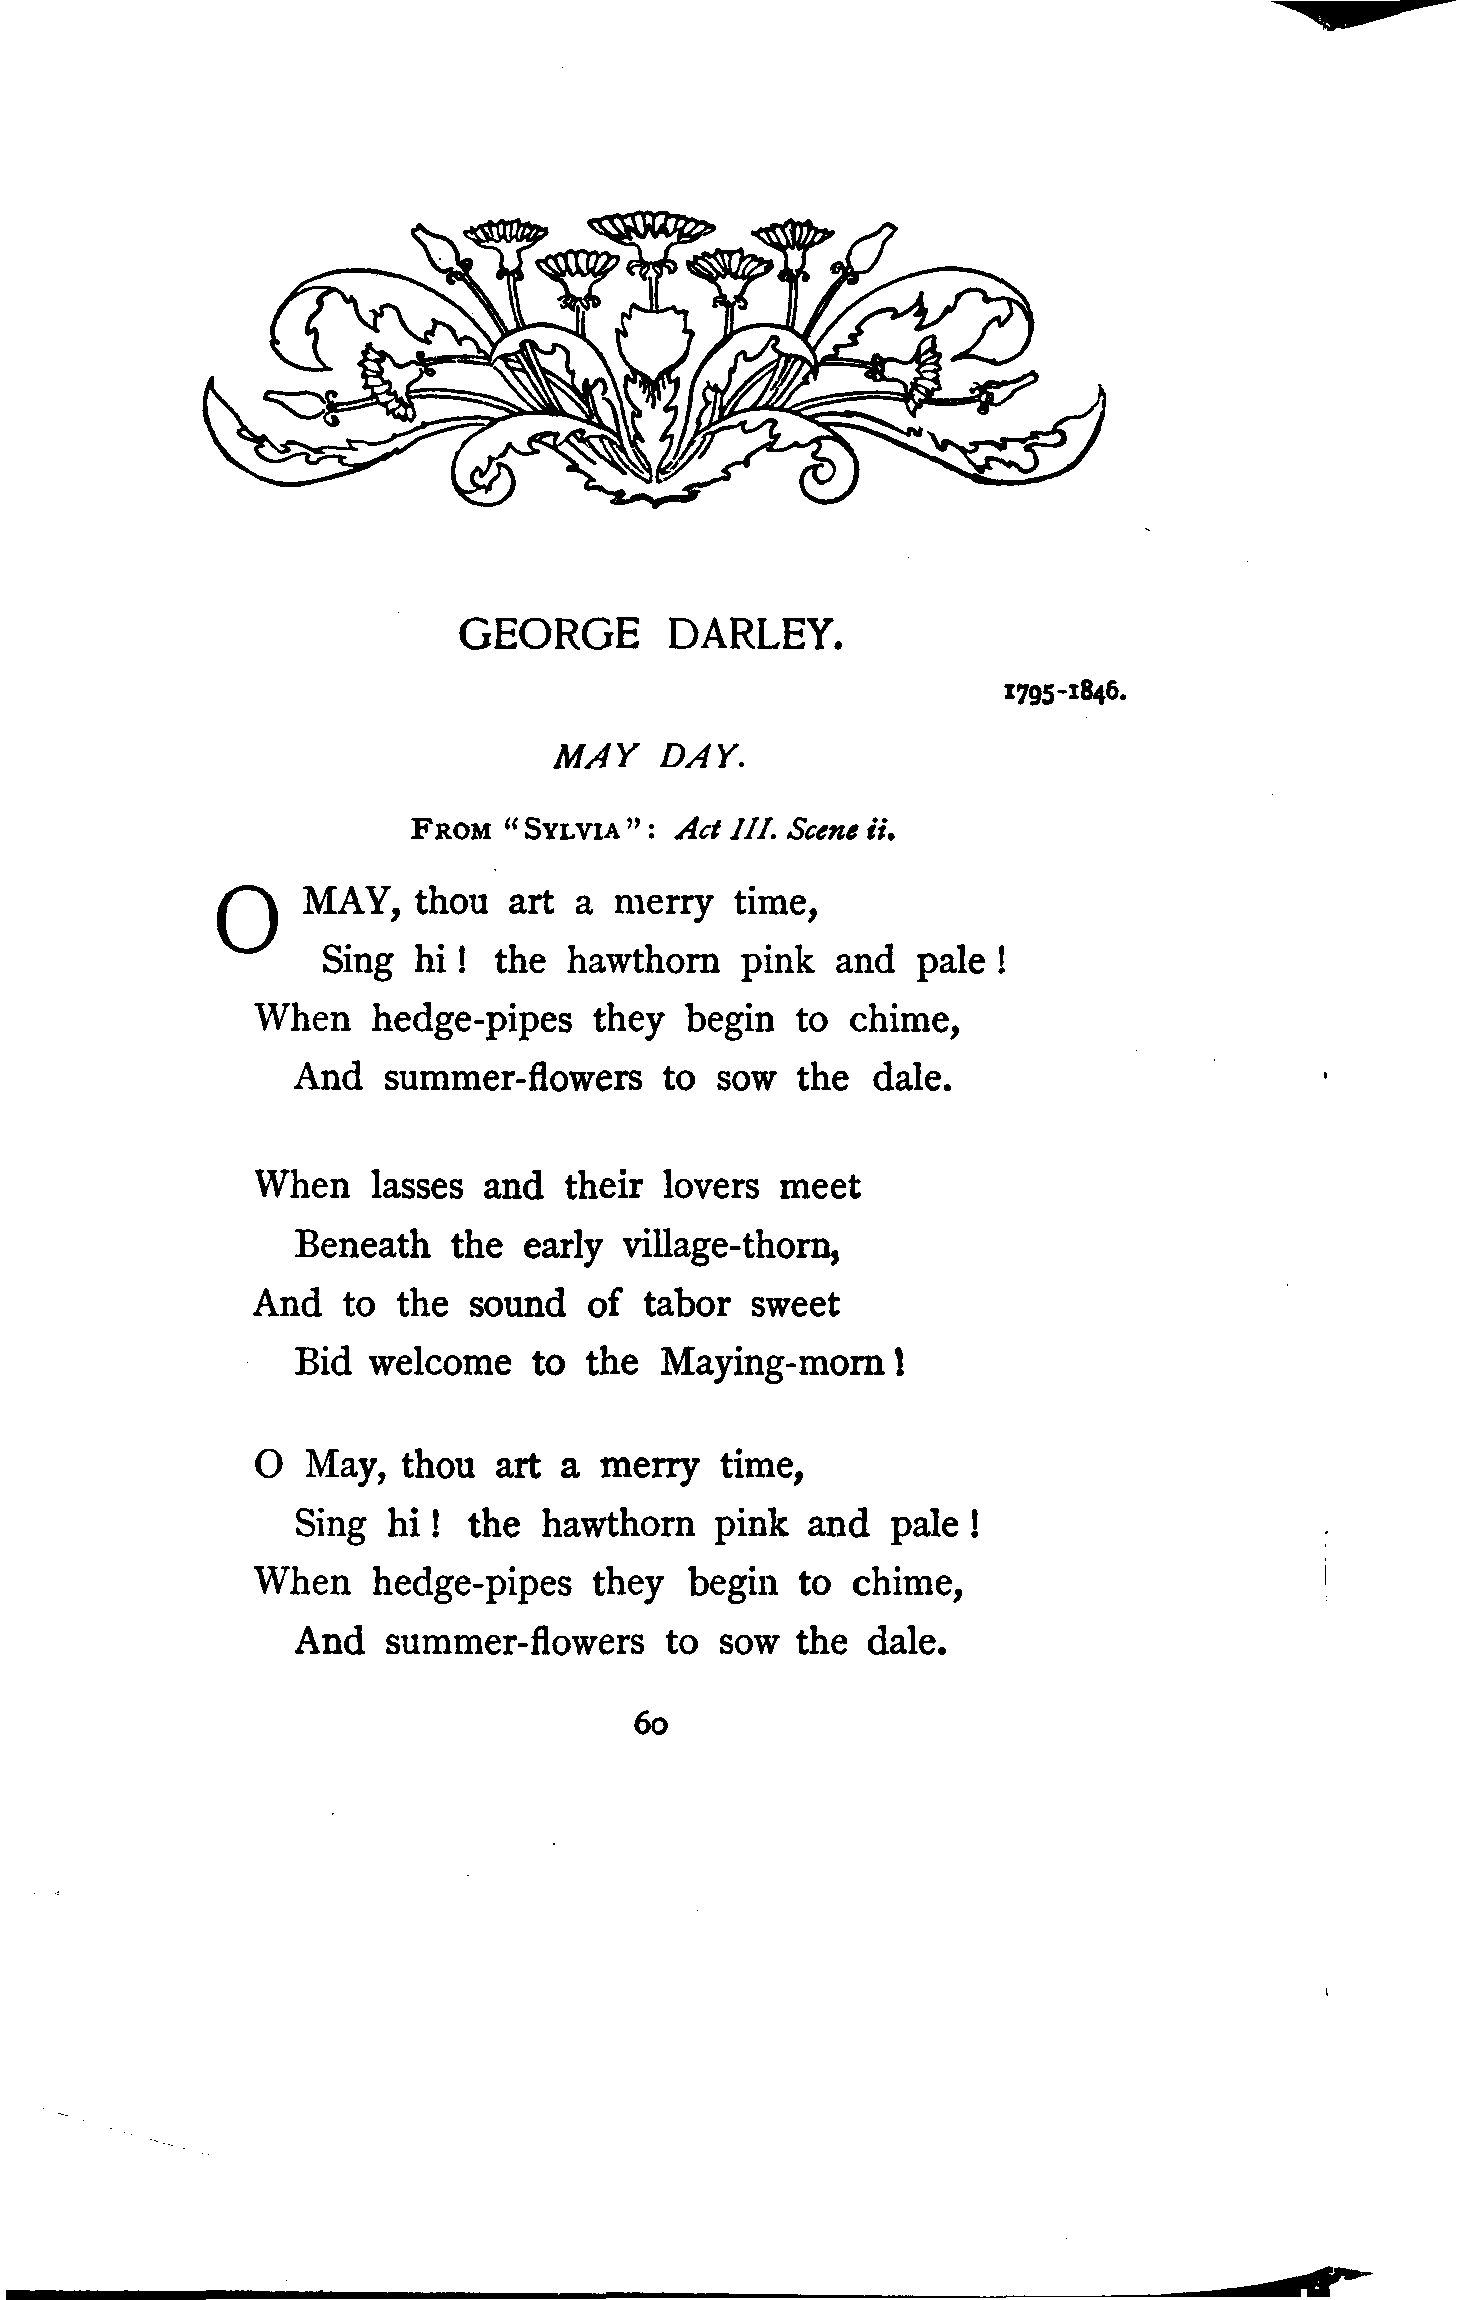 GEORGE DARLEY.
1795-1846.
MAY DAY.
FROM "SYLVIA": Act III. Scene ii.
O MAY, thou art a merry time,
Sing hi! the hawthorn pink and pale!
When hedge-pipes they begin to chime,
And summer-flowers to sow the dale.
When lasses and their lovers meet
Beneath the early village-thorn,
And to the sound of tabor sweet
Bid welcome to the Maying-morn!
O May, thou art a merry time,
Sing hi! the hawthorn pink and pale!
When hedge-pipes they begin to chime,
And summer-flowers to sow the dale.
60